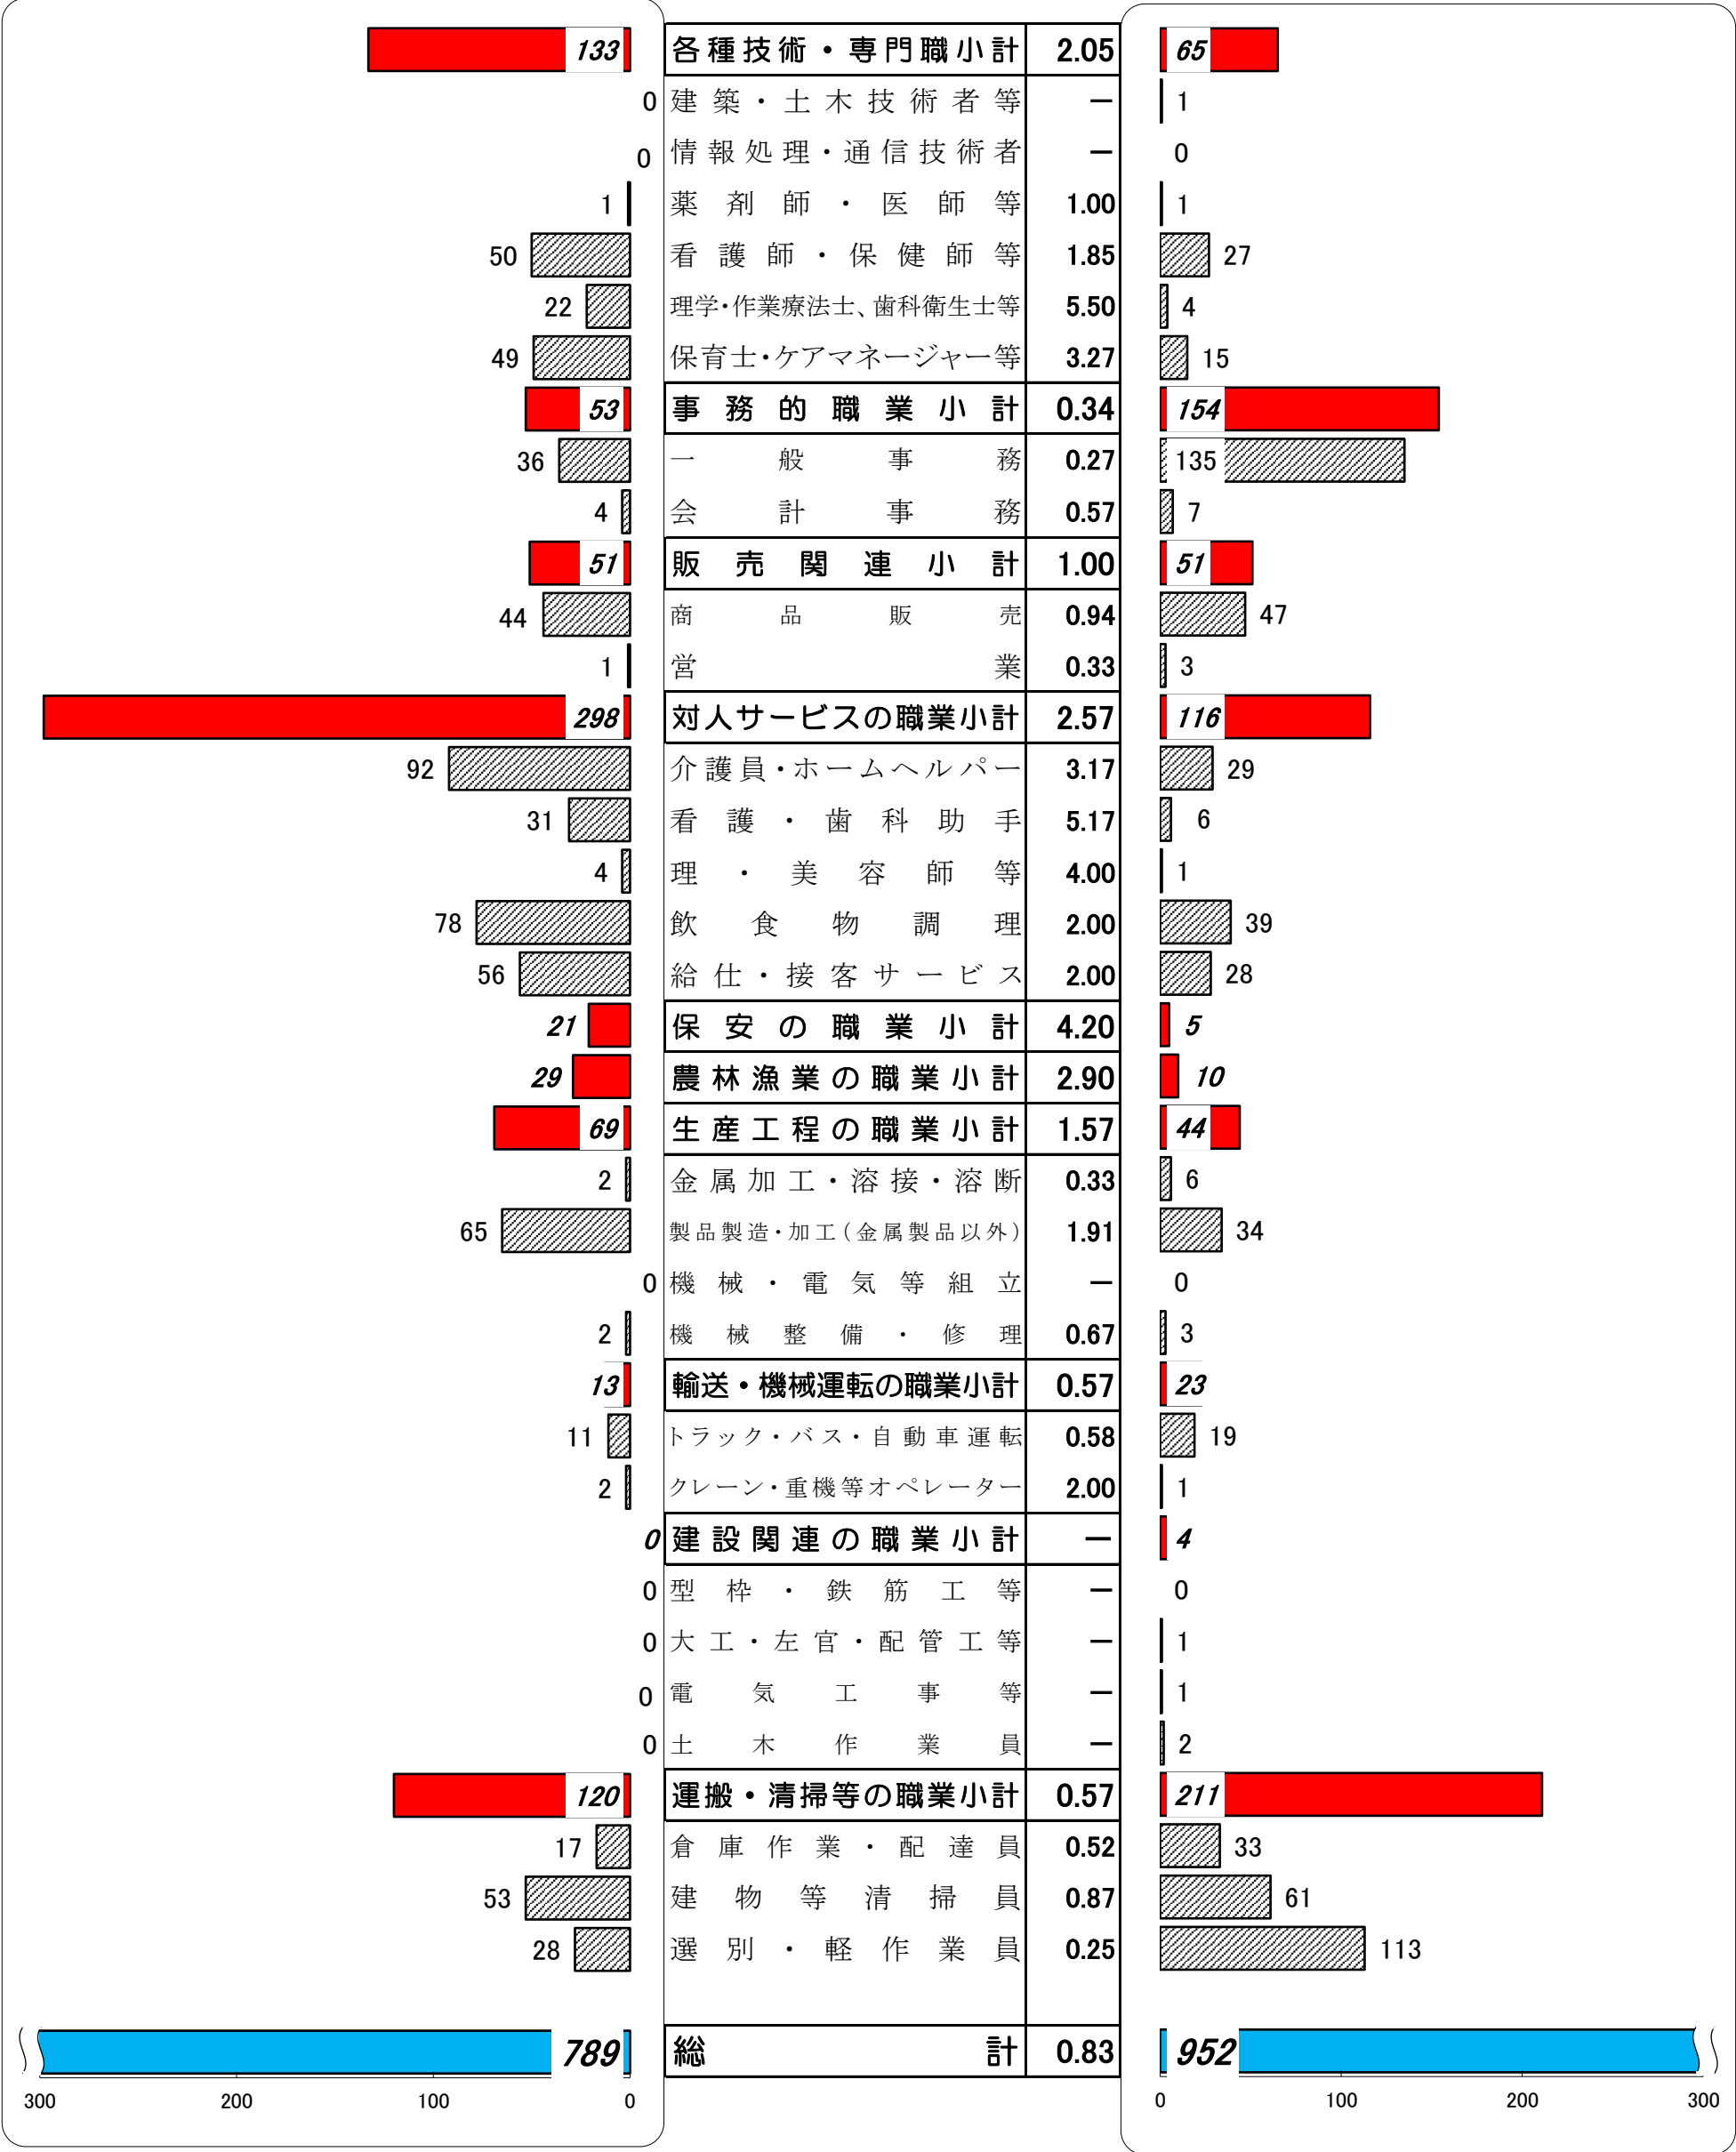 133 各種技術・専門職小計 2.05 65
0 建築・土木技術者等 － 1
0 情報処理・通信技術者 － 0
1 薬剤師・医師等 1.00 1
50 看護師・保健師等 1.85 27
22 理学・作業療法士、歯科衛生士等 5.50 4
49 保育士・ケアマネージャー等 3.27 15
53 事務的職業小計 0.34 154
36 一般事務 0.27 135
4 会計事務 0.57 7
51 販売関連小計 1.00 51
44 商品販売 0.94 47
1 営業 0.33 3
298 対人サービスの職業小計 2.57 116
92 介護員・ホームヘルパー 3.17 29
31 看護・歯科助手 5.17 6
4 理・美容師等 4.00 1
78 飲食物調理 2.00 39
56 給仕・接客サービス 2.00 28
21 保安の職業小計 4.20 5
29 農林漁業の職業小計 2.90 10
69 生産工程の職業小計 1.57 44
2 金属加工・溶接・溶断 0.33 6
65 製品製造・加工（金属製品以外） 1.91 34
0 機械・電気等組立 － 0
2 機械整備・修理 0.67 3
13 輸送・機械運転の職業小計 0.57 23
11 トラック・バス・自動車運転 0.58 19
2 クレーン・重機等オペレーター 2.00 1
0 建設関連の職業小計 － 4
0 型枠・鉄筋工等 － 0
0 大工・左官・配管工等 － 1
0 電気工事等 － 1
0 土木作業員 － 2
120 運搬・清掃等の職業小計 0.57 211
17 倉庫作業・配達員 0.52 33
53 建物等清掃員 0.87 61
28 選別・軽作業員 0.25 113
789 総計 0.83 952
300 200 100 0 0 100 200 300